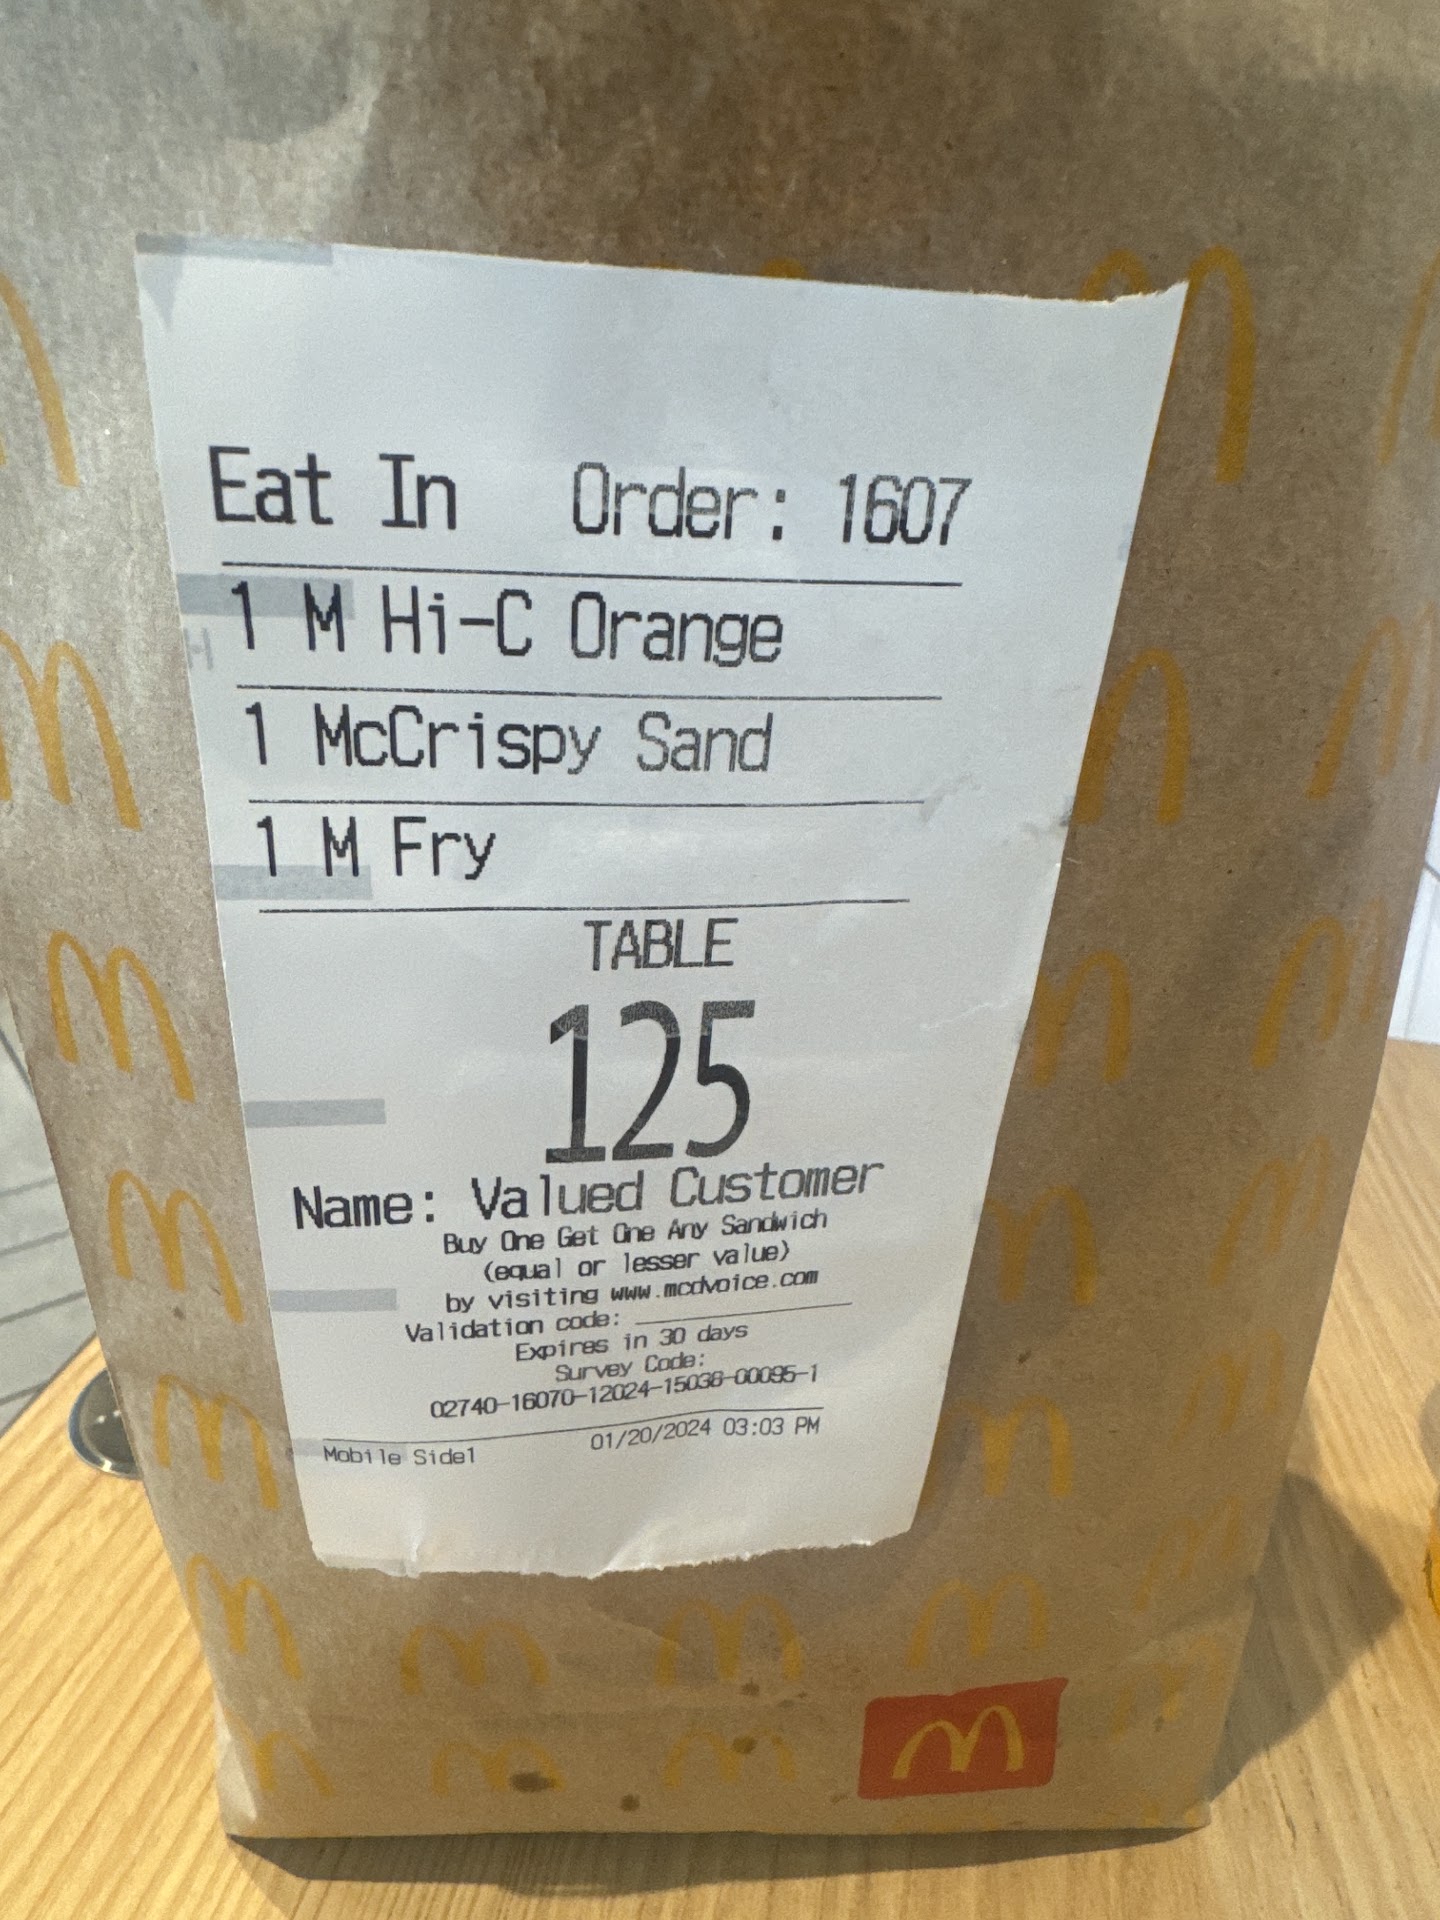 Eat In Order: 1607
1 M Hi-C Orange
1 McCrispy Sand
1 M Fry
TABLE
125
Name: Valued Customer
Buy One Get One Any Sandwich
(equal or lesser value)
by visiting www.mcdvoice.com
Validation code:
Expires in 30 days
Survey Code:
02740-16070-12024-15038-00095-1
Mobile Side1 01/20/2024 03:03 PM